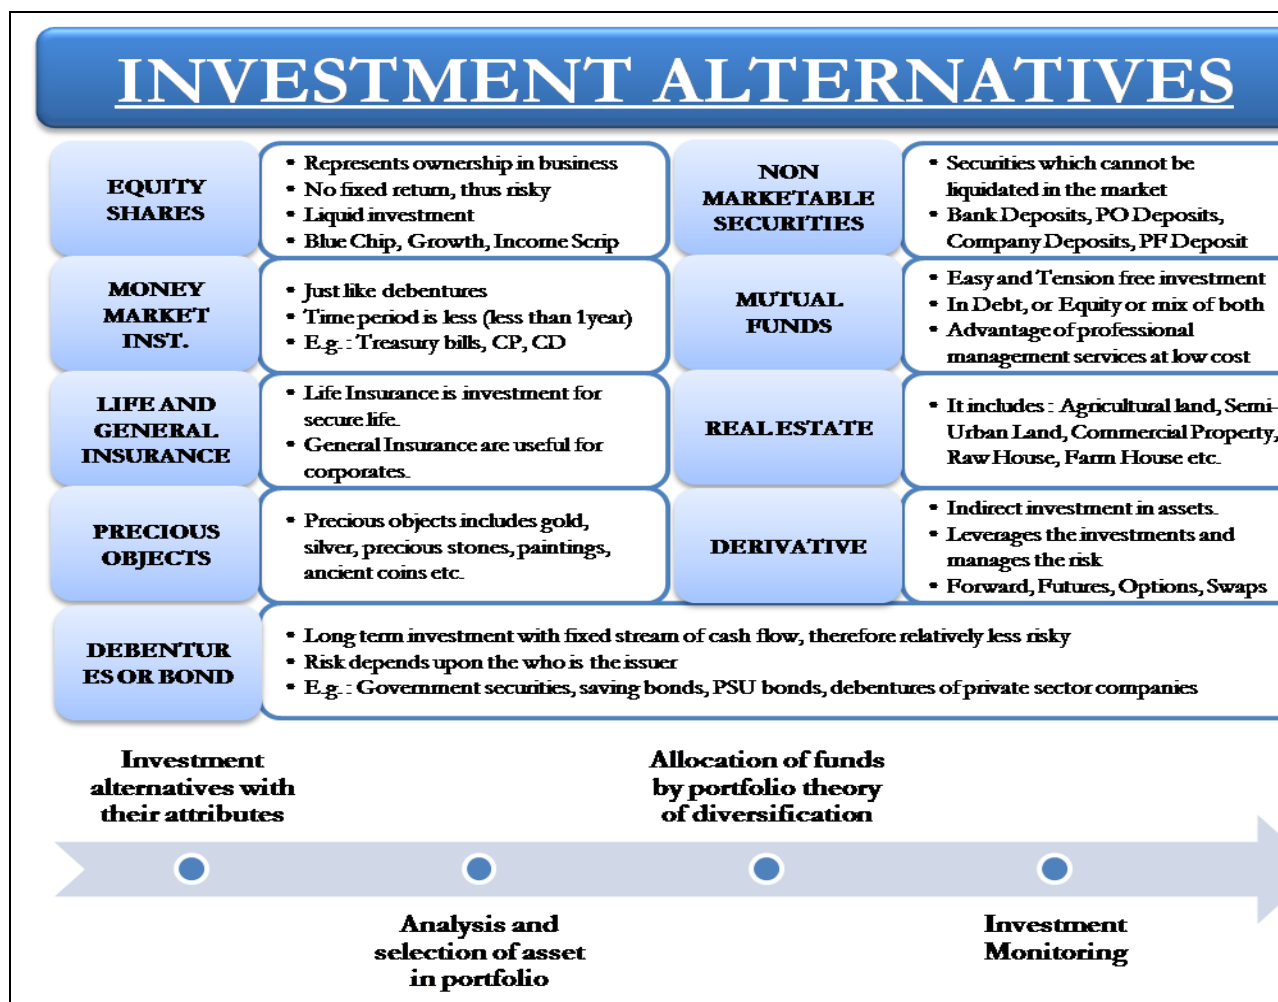 INVESTMENT ALTERNATIVES
EQUITY
SHARES
• Represents ownership in business
• No fixed return, thus risky
• Liquid investment
• Blue Chip, Growth, Income Scrip
NON
MARKETABLE
SECURITIES
• Securities which cannot be
liquidated in the market
• Bank Deposits, PO Deposits,
Company Deposits, PF Deposit
MONEY
MARKET
INST.
• Just like debentures
• Time period is less (less than 1year)
• E.g. : Treasury bills, CP, CD
MUTUAL
FUNDS
• Easy and Tension free investment
• In Debt, or Equity or mix of both
• Advantage of professional
management services at low cost
LIFE AND
GENERAL
INSURANCE
• Life Insurance is investment for
secure life.
• General Insurance are useful for
corporates.
REAL ESTATE
• It includes : Agricultural land, Semi-
Urban Land, Commercial Property,
Raw House, Farm House etc.
PRECIOUS
OBJECTS
• Precious objects includes gold,
silver, precious stones, paintings,
ancient coins etc.
DERIVATIVE
• Indirect investment in assets.
• Leverages the investments and
manages the risk
• Forward, Futures, Options, Swaps
DEBENTUR
ES OR BOND
• Long term investment with fixed stream of cash flow, therefore relatively less risky
• Risk depends upon the who is the issuer
• E.g. : Government securities, saving bonds, PSU bonds, debentures of private sector companies
Investment
alternatives with
their attributes
Allocation of funds
by portfolio theory
of diversification
Analysis and
selection of asset
in portfolio
Investment
Monitoring